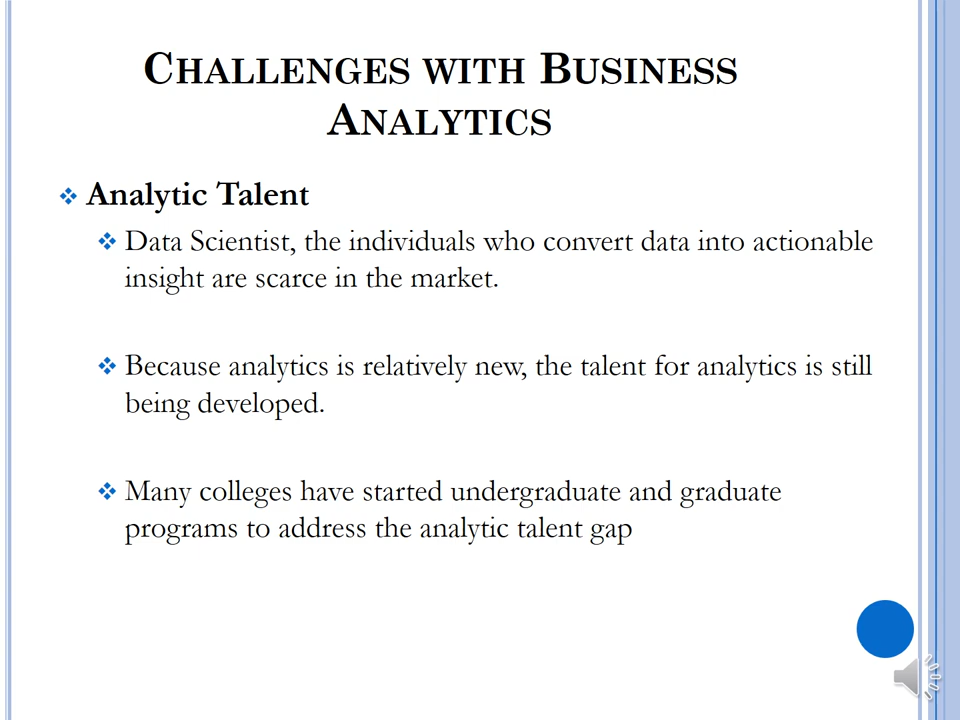 CHALLENGES WITH BUSINESS
ANALYTICS
Analytic Talent
Data Scientist, the individuals who convert data into actionable
insight are scarce in the market.
Because analytics is relatively new, the talent for analytics is still
being developed.
Many colleges have started undergraduate and graduate
programs to address the analytic talent gap